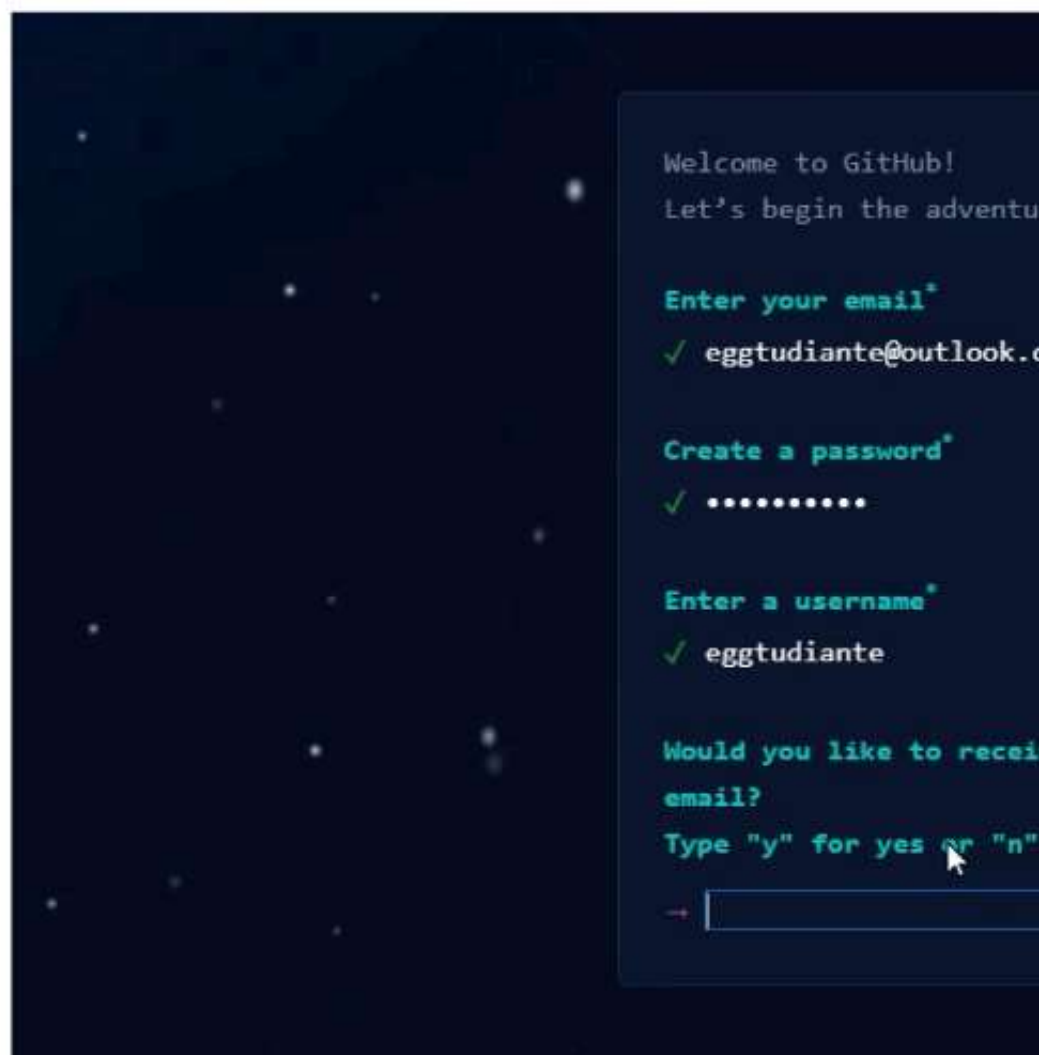 Welcome to GitHub!
Let’s begin the adventu
Enter your email*
✓ eggtudiante@outlook.c
Create a password*
✓ ••••••••••
Enter a username*
✓ eggtudiante
Would you like to recei
email?
Type "y" for yes or "n"
→